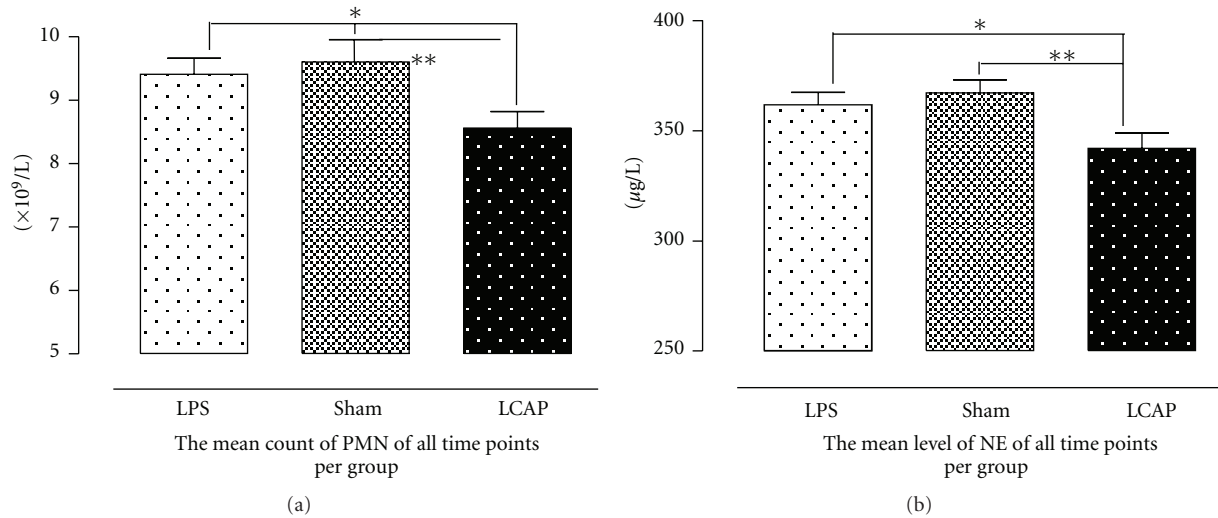 *
**
10
9
8
7
6
5
(×10⁹/L)
LPS Sham LCAP
The mean count of PMN of all time points
per group
(a)
*
**
400
350
300
250
(µg/L)
LPS Sham LCAP
The mean level of NE of all time points
per group
(b)